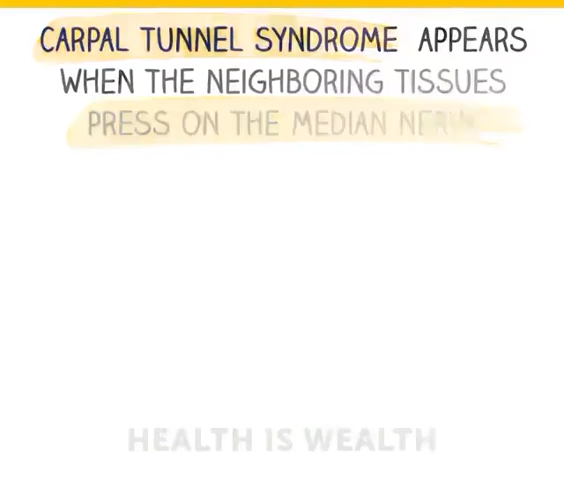 CARPAL TUNNEL SYNDROME APPEARS
WHEN THE NEIGHBORING TISSUES
PRESS ON THE MEDIAN
HEALTH IS WEALTH